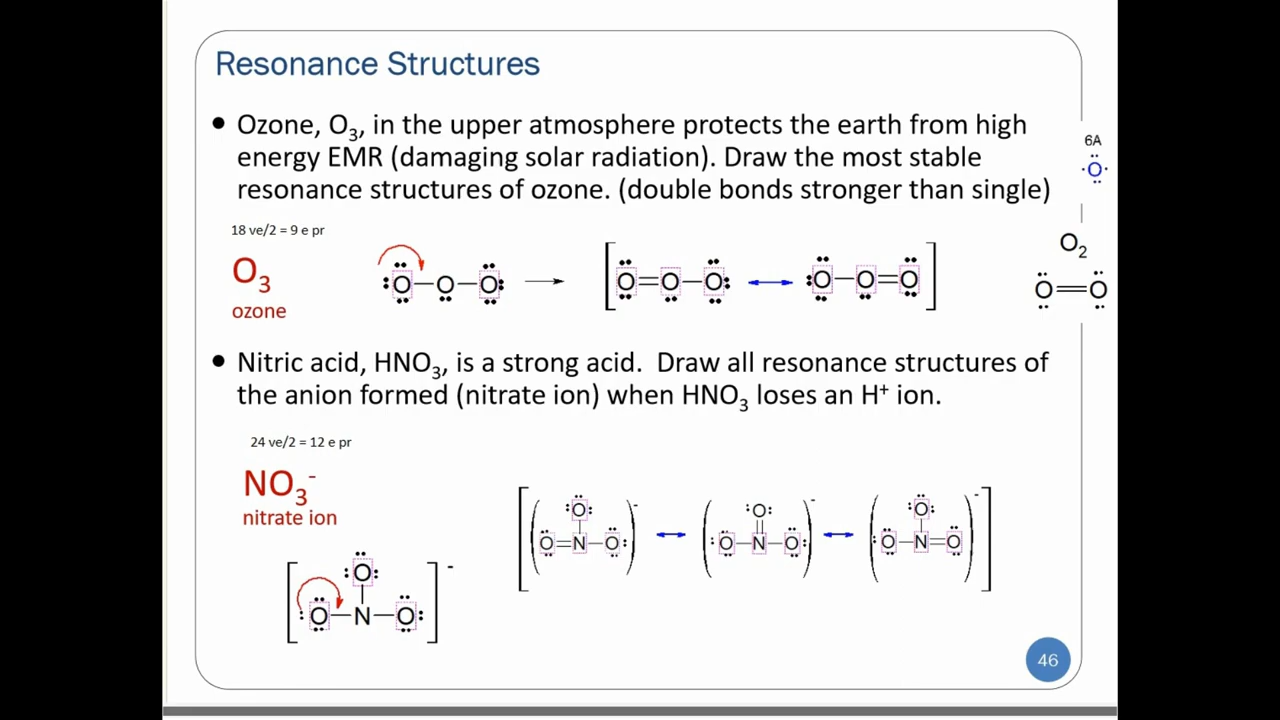 Resonance Structures
• Ozone, O₃, in the upper atmosphere protects the earth from high
energy EMR (damaging solar radiation). Draw the most stable
resonance structures of ozone. (double bonds stronger than single)
6A
·O·
18 ve/2 = 9 e pr
O₃
ozone
O–O–O → [O=O–O ↔ O–O=O]
O₂
O=O
• Nitric acid, HNO₃, is a strong acid. Draw all resonance structures of
the anion formed (nitrate ion) when HNO₃ loses an H⁺ ion.
24 ve/2 = 12 e pr
NO₃⁻
nitrate ion
O O O
[(O=N–O)⁻ ↔ (O–N–O)⁻ ↔ (O–N=O)⁻]
O
[O–N–O]⁻
46